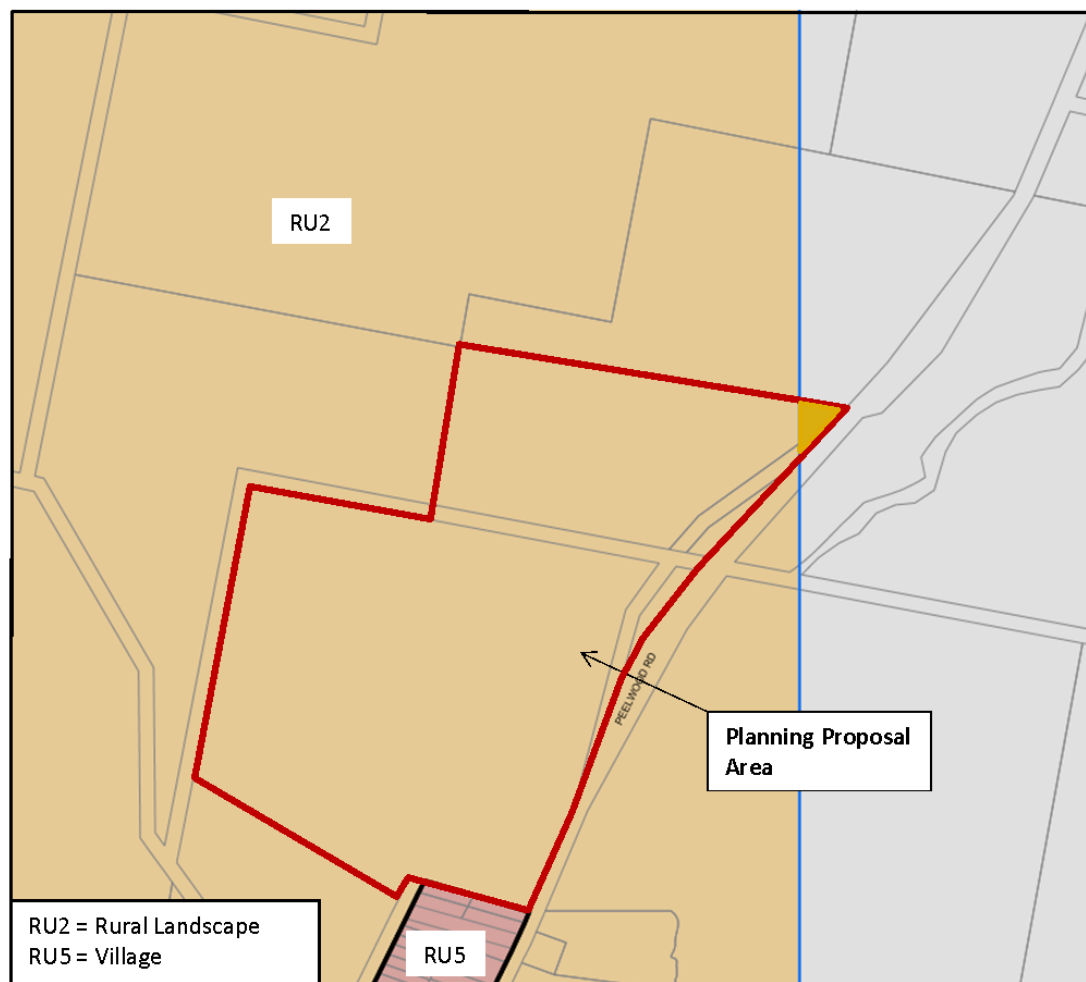 RU2
PEELWOOD RD
Planning Proposal
Area
RU2 = Rural Landscape
RU5 = Village
RU5